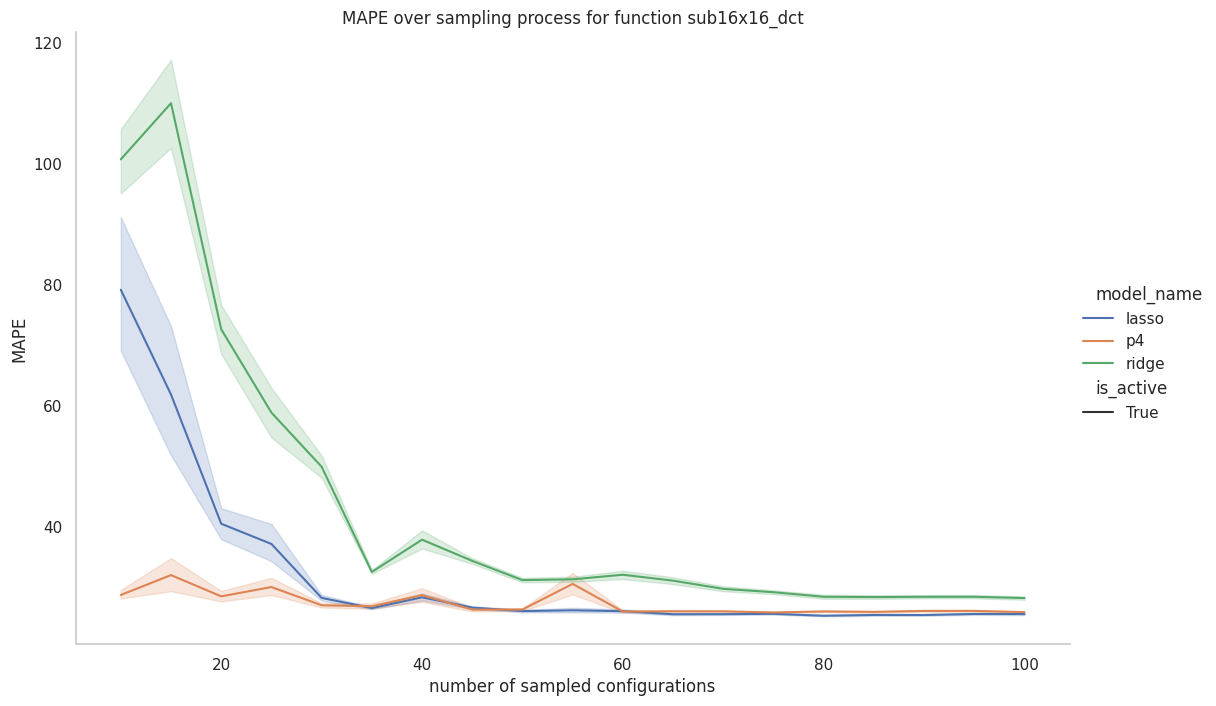 MAPE over sampling process for function sub16x16_dct
120
100
80
60
40
MAPE
20
40
60
80
100
number of sampled configurations
model_name
lasso
p4
ridge
is_active
True